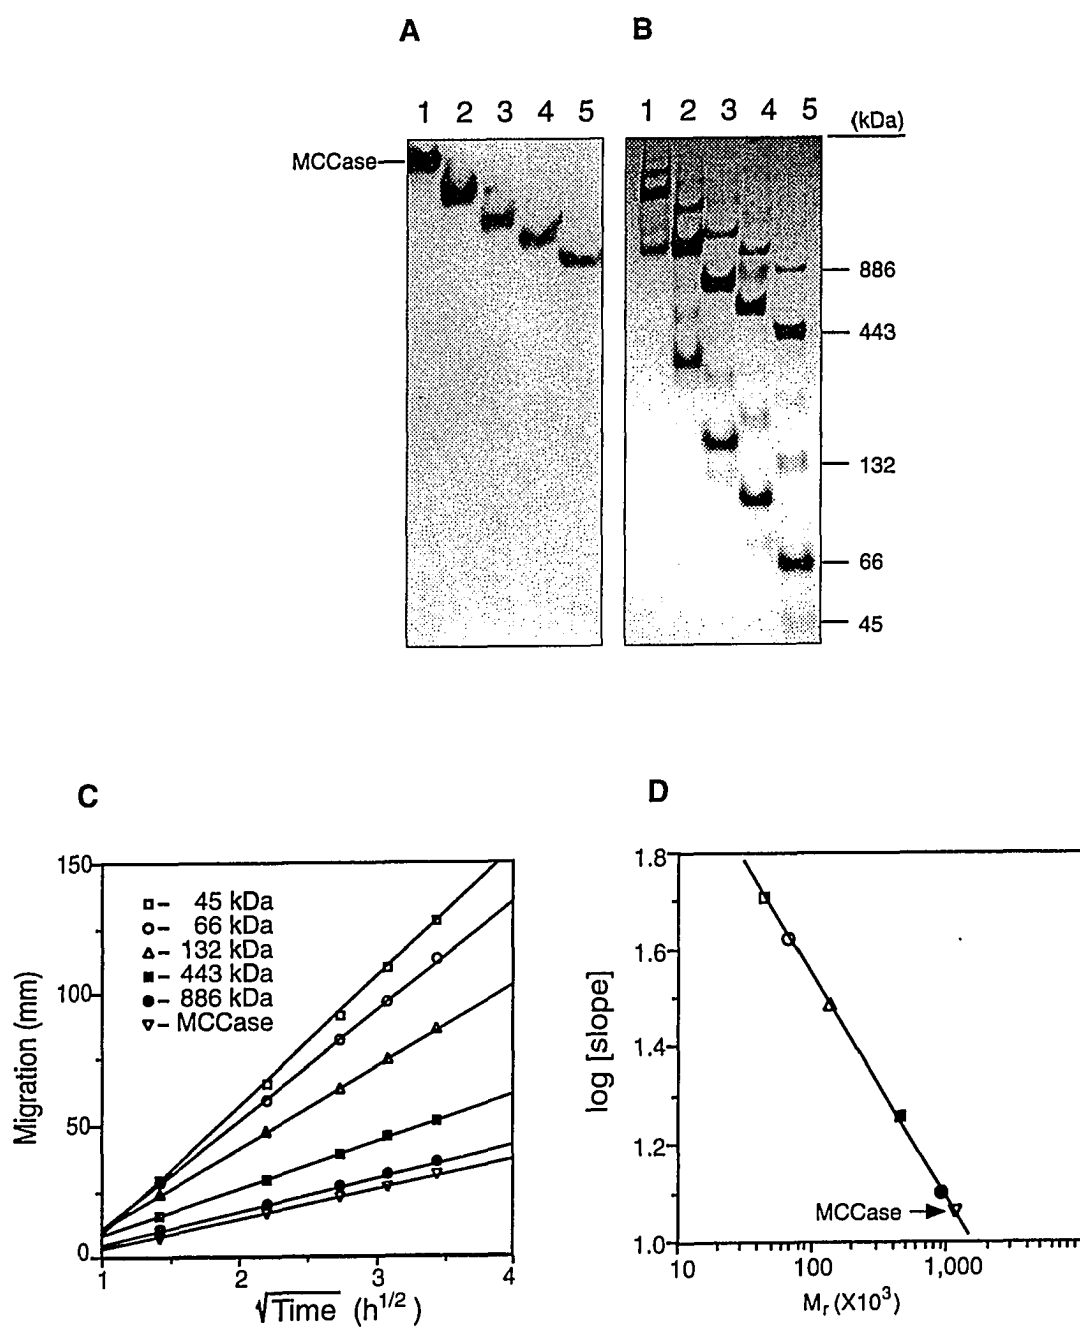 A B
1 2 3 4 5 1 2 3 4 5 (kDa)
MCCase
886
443
132
66
45
C
150
100
50
0
1 2 3 4
45 kDa
66 kDa
132 kDa
443 kDa
886 kDa
MCCase
Migration (mm)
√Time (h1/2)
D
1.8
1.6
1.4
1.2
1.0
10 100 1,000
log [slope]
MCCase
Mr (X10³)